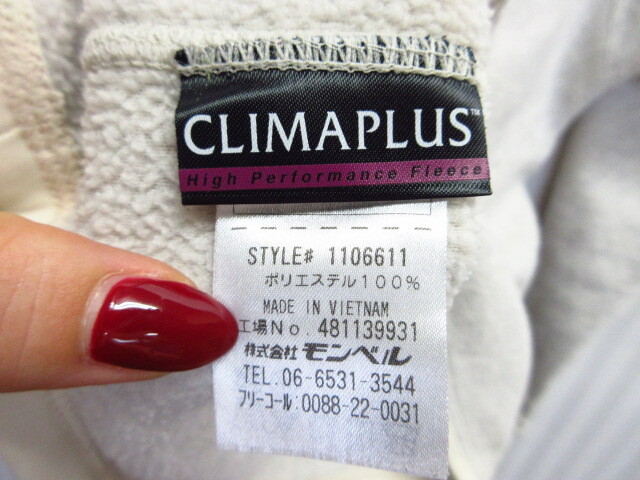 CLIMAPLUS™
High Performance Fleece
STYLE# 1106611
ポリエステル100%
MADE IN VIETNAM
工場No. 481139931
株式会社 モンベル
TEL. 06-6531-3544
フリーコール:0088-22-0031